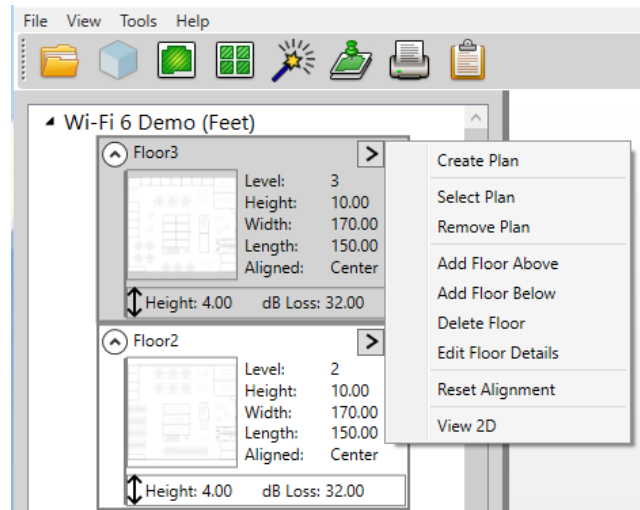 File View Tools Help
Wi-Fi 6 Demo (Feet)
Floor3
Level: 3
Height: 10.00
Width: 170.00
Length: 150.00
Aligned: Center
Height: 4.00 dB Loss: 32.00
Floor2
Level: 2
Height: 10.00
Width: 170.00
Length: 150.00
Aligned: Center
Height: 4.00 dB Loss: 32.00
Create Plan
Select Plan
Remove Plan
Add Floor Above
Add Floor Below
Delete Floor
Edit Floor Details
Reset Alignment
View 2D